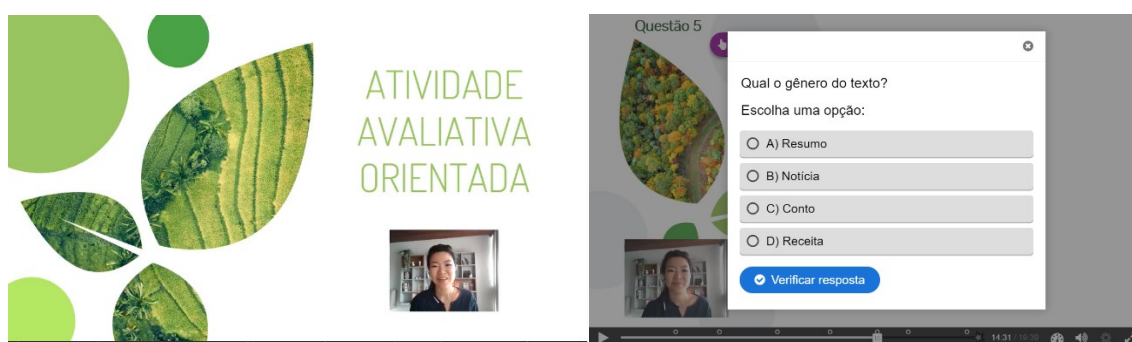 ATIVIDADE
AVALIATIVA
ORIENTADA
Questão 5
Qual o gênero do texto?
Escolha uma opção:
A) Resumo
B) Notícia
C) Conto
D) Receita
Verificar resposta
14:31 / 19:39